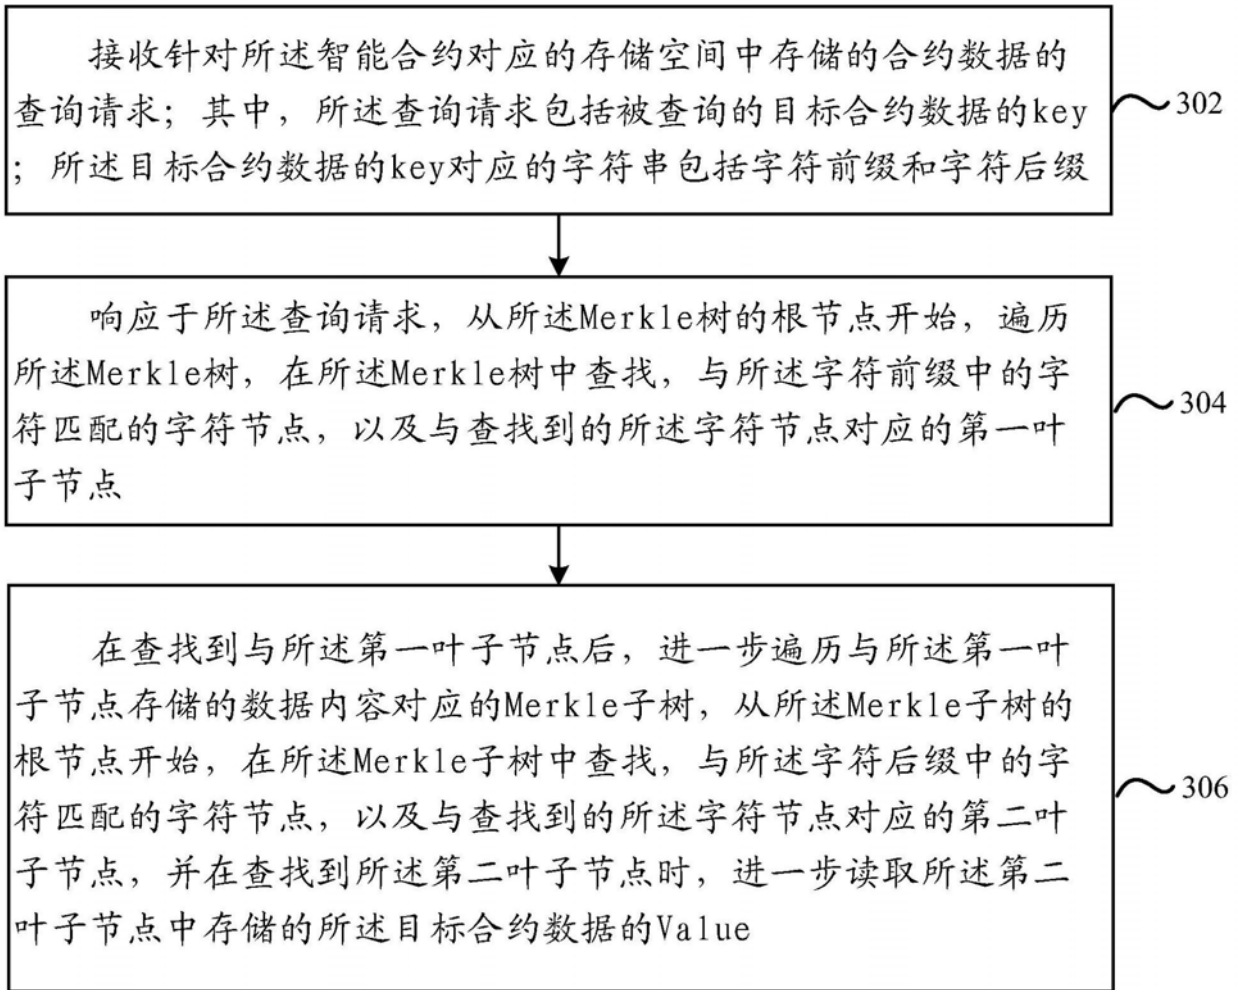 接收针对所述智能合约对应的存储空间中存储的合约数据的
查询请求；其中，所述查询请求包括被查询的目标合约数据的key
；所述目标合约数据的key对应的字符串包括字符前缀和字符后缀
302
响应于所述查询请求，从所述Merkle树的根节点开始，遍历
所述Merkle树，在所述Merkle树中查找，与所述字符前缀中的字
符匹配的字符节点，以及与查找到的所述字符节点对应的第一叶
子节点
304
在查找到与所述第一叶子节点后，进一步遍历与所述第一叶
子节点存储的数据内容对应的Merkle子树，从所述Merkle子树的
根节点开始，在所述Merkle子树中查找，与所述字符后缀中的字
符匹配的字符节点，以及与查找到的所述字符节点对应的第二叶
子节点，并在查找到所述第二叶子节点时，进一步读取所述第二
叶子节点中存储的所述目标合约数据的Value
306